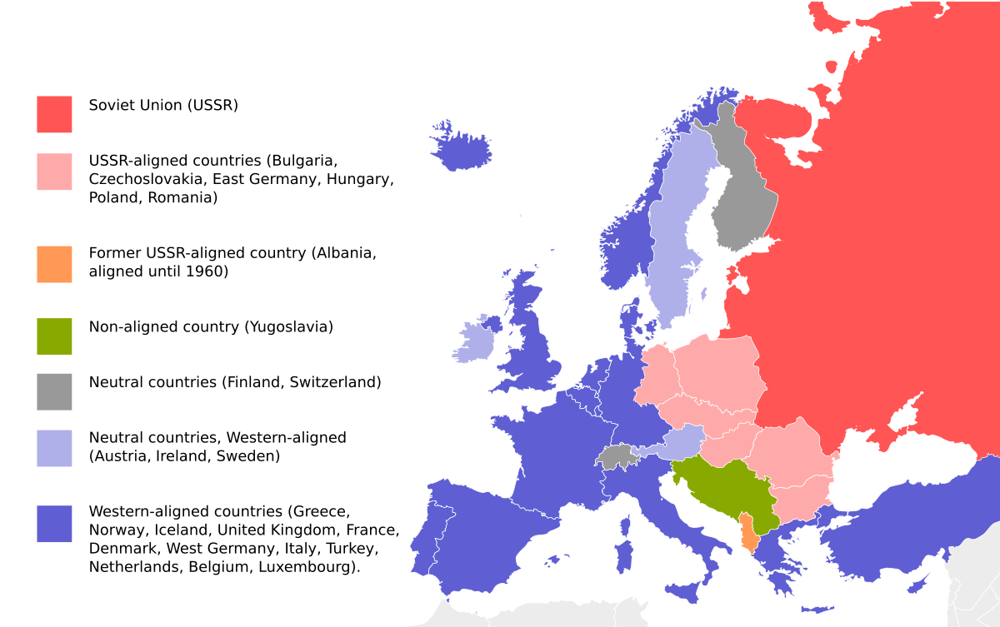 Soviet Union (USSR)
USSR-aligned countries (Bulgaria,
Czechoslovakia, East Germany, Hungary,
Poland, Romania)
Former USSR-aligned country (Albania,
aligned until 1960)
Non-aligned country (Yugoslavia)
Neutral countries (Finland, Switzerland)
Neutral countries, Western-aligned
(Austria, Ireland, Sweden)
Western-aligned countries (Greece,
Norway, Iceland, United Kingdom, France,
Denmark, West Germany, Italy, Turkey,
Netherlands, Belgium, Luxembourg).